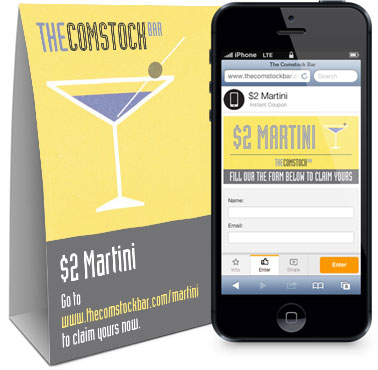 THECOMSTOCKBAR
$2 Martini
Go to
www.thecomstockbar.com/martini
to claim yours now.
iPhone LTE
The Comstock Bar
www.thecomstockbar.c
Search
$2 Martini
Instant Coupon
$2 MARTINI
THECOMSTOCKBAR
FILL OUR THE FORM BELOW TO CLAIM YOURS
Name:
Email:
Info
Enter
Share
Enter